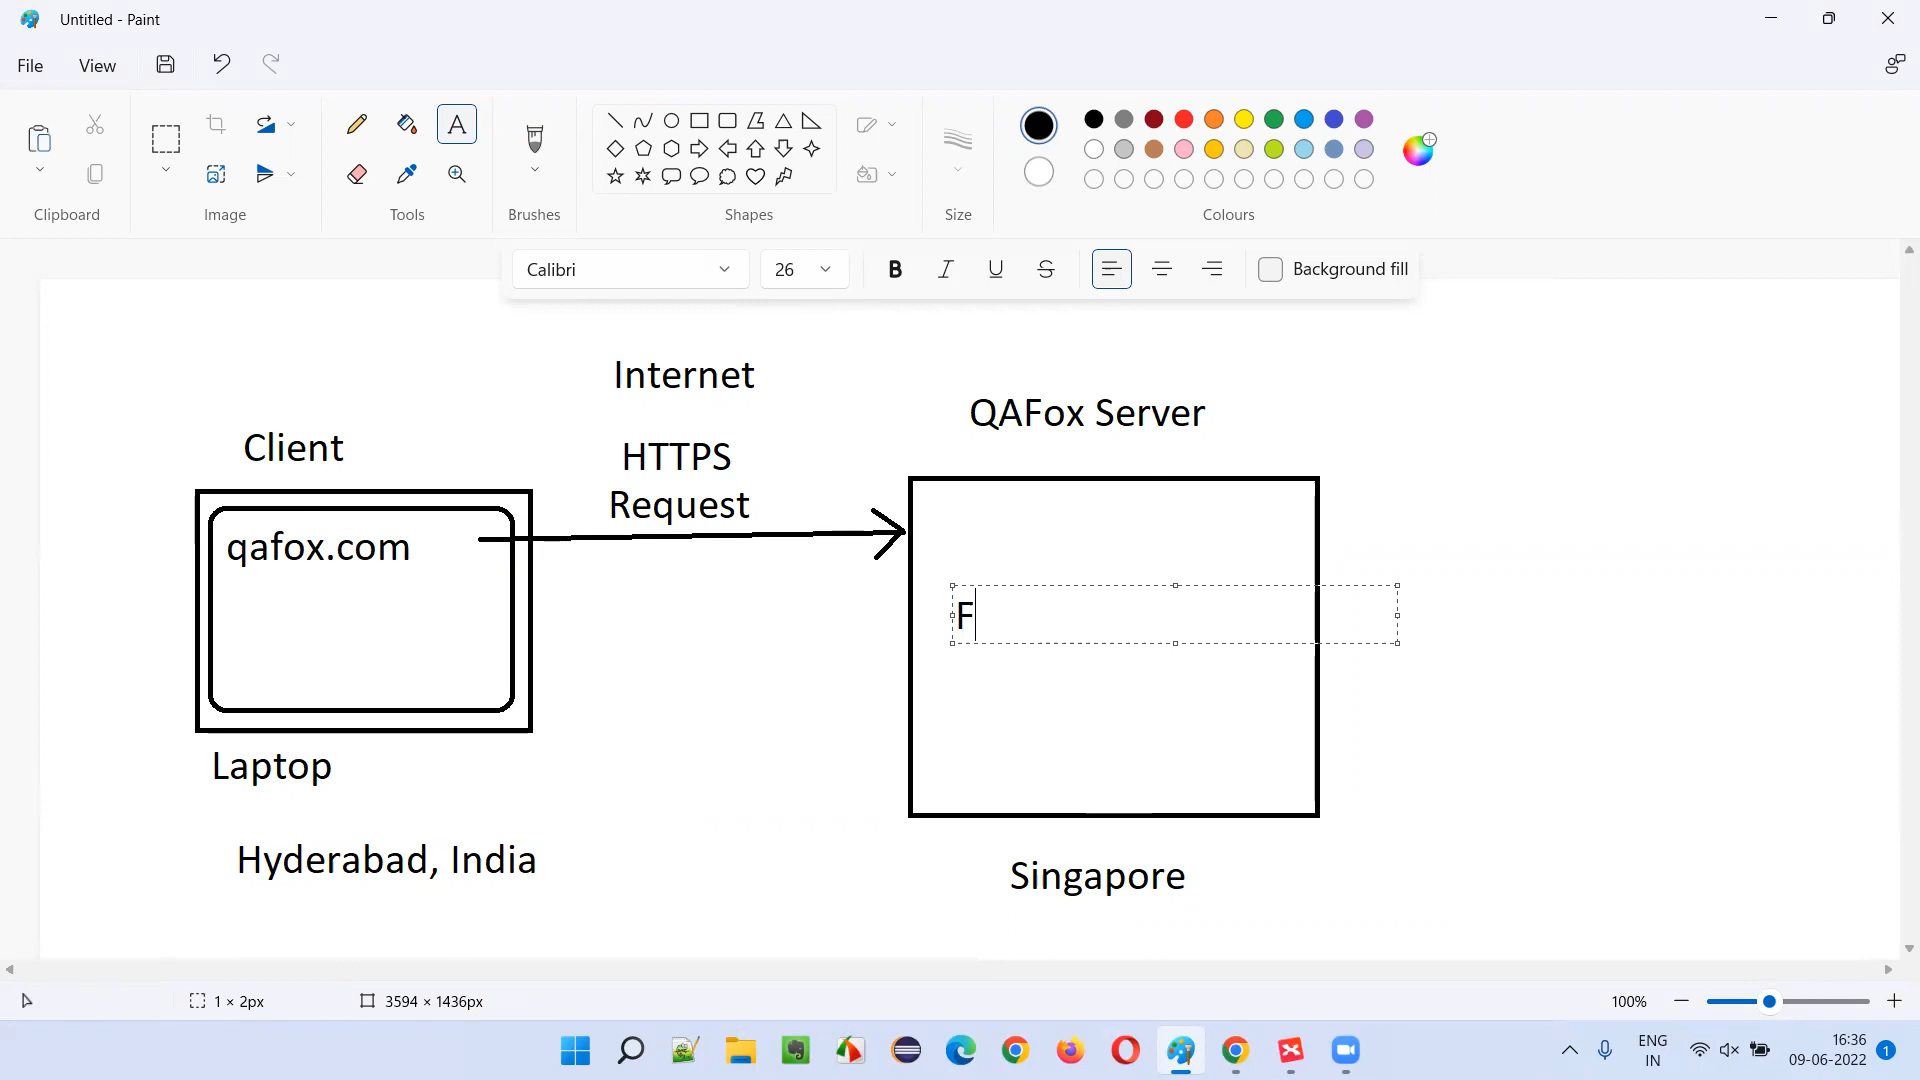 Untitled - Paint
File View
Clipboard Image Tools Brushes Shapes Size Colours
Calibri 26 B I U S Background fill
Internet
QAFox Server
Client
HTTPS
Request
qafox.com
F
Laptop
Hyderabad, India
Singapore
1 × 2px 3594 × 1436px 100%
ENG
IN
16:36
09-06-2022
1